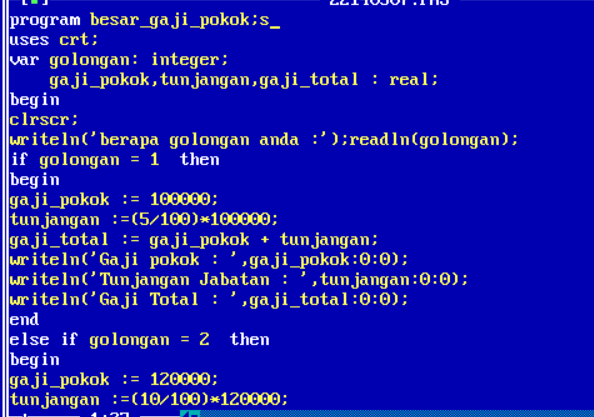 program besar_gaji_pokok;s_
uses crt;
var golongan: integer;
gaji_pokok,tunjangan,gaji_total : real;
begin
clrscr;
writeln('berapa golongan anda :');readln(golongan);
if golongan = 1  then
begin
gaji_pokok := 100000;
tunjangan :=(5/100)*100000;
gaji_total := gaji_pokok + tunjangan;
writeln('Gaji pokok : ',gaji_pokok:0:0);
writeln('Tunjangan Jabatan : ',tunjangan:0:0);
writeln('Gaji Total : ',gaji_total:0:0);
end
else if golongan = 2  then
begin
gaji_pokok := 120000;
tunjangan :=(10/100)*120000;